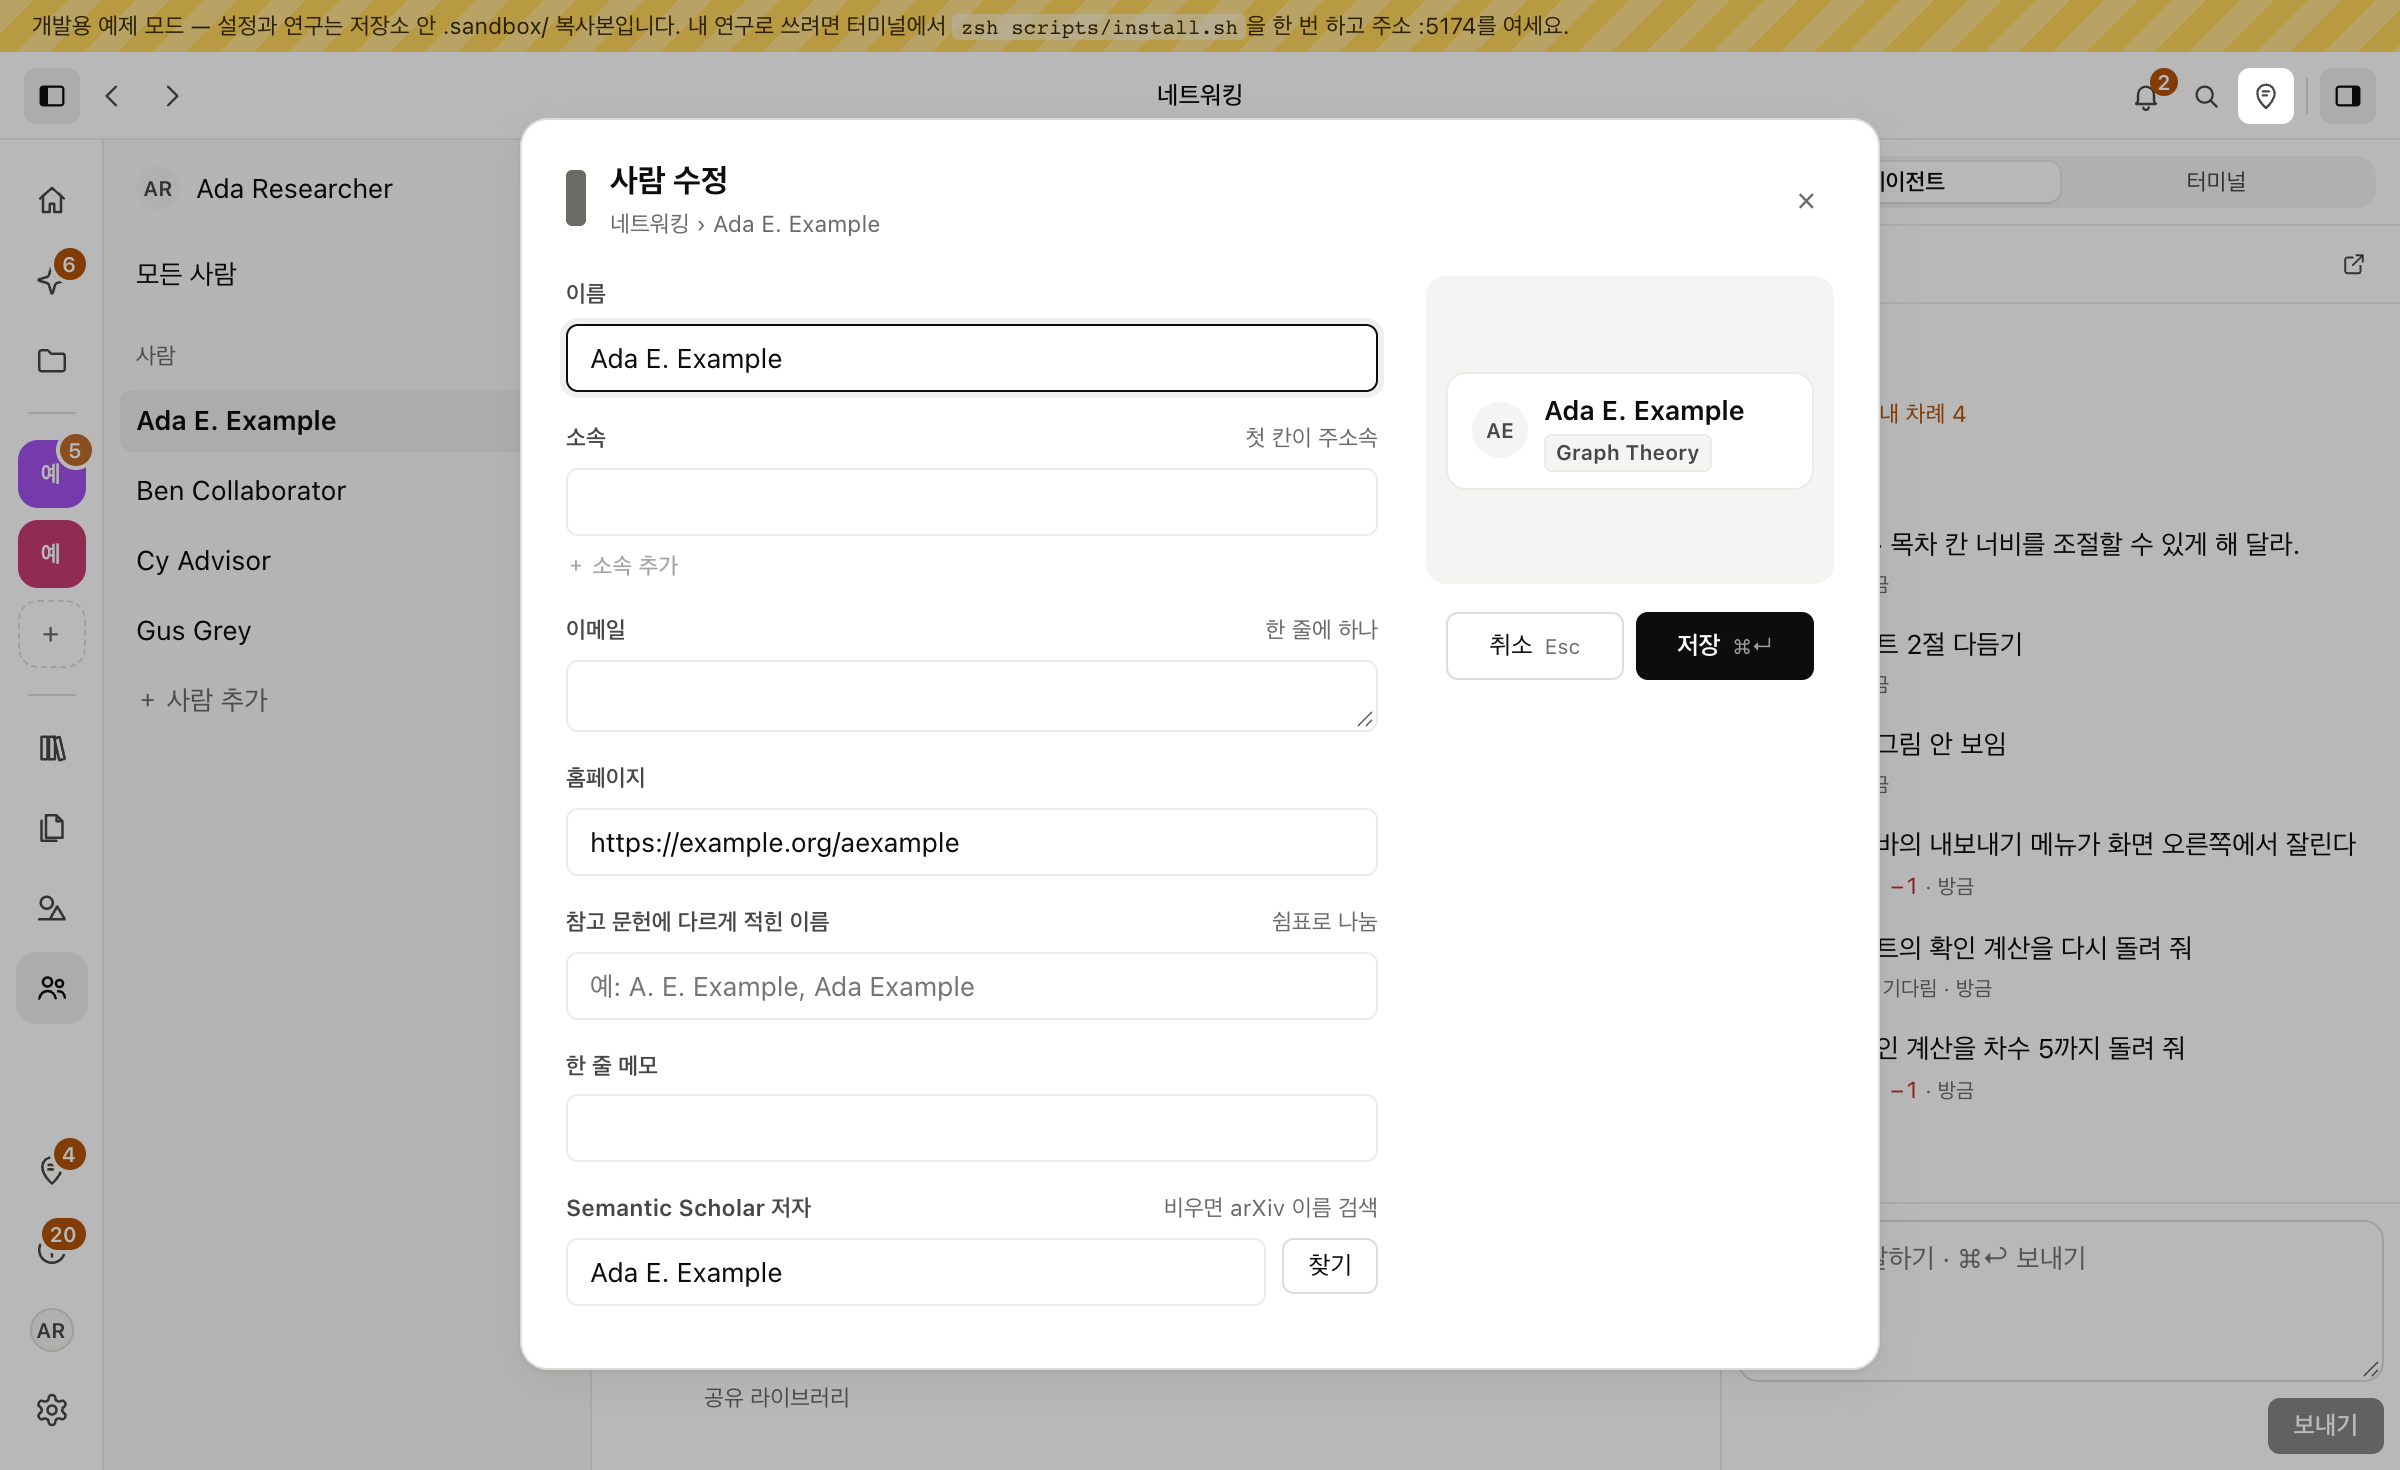 개발용 예제 모드 — 설정과 연구는 저장소 안 .sandbox/ 복사본입니다. 내 연구로 쓰려면 터미널에서 zsh scripts/install.sh을 한 번 하고 주소 :5174를 여세요.
네트워킹
2
AR Ada Researcher
모든 사람
사람
Ada E. Example
Ben Collaborator
Cy Advisor
Gus Grey
+ 사람 추가
6
예 5
예
+
4
20
AR
사람 수정
네트워킹 › Ada E. Example
이름
Ada E. Example
소속 첫 칸이 주소속
+ 소속 추가
이메일 한 줄에 하나
홈페이지
https://example.org/aexample
참고 문헌에 다르게 적힌 이름 쉼표로 나눔
예: A. E. Example, Ada Example
한 줄 메모
Semantic Scholar 저자 비우면 arXiv 이름 검색
Ada E. Example 찾기
AE Ada E. Example
Graph Theory
취소 Esc 저장 ⌘↵
공유 라이브러리
이전트 터미널
내 차례 4
목차 칸 너비를 조절할 수 있게 해 달라.
트 2절 다듬기
그림 안 보임
바의 내보내기 메뉴가 화면 오른쪽에서 잘린다
−1 · 방금
트의 확인 계산을 다시 돌려 줘
기다림 · 방금
인 계산을 차수 5까지 돌려 줘
−1 · 방금
말하기 · ⌘↩ 보내기
보내기